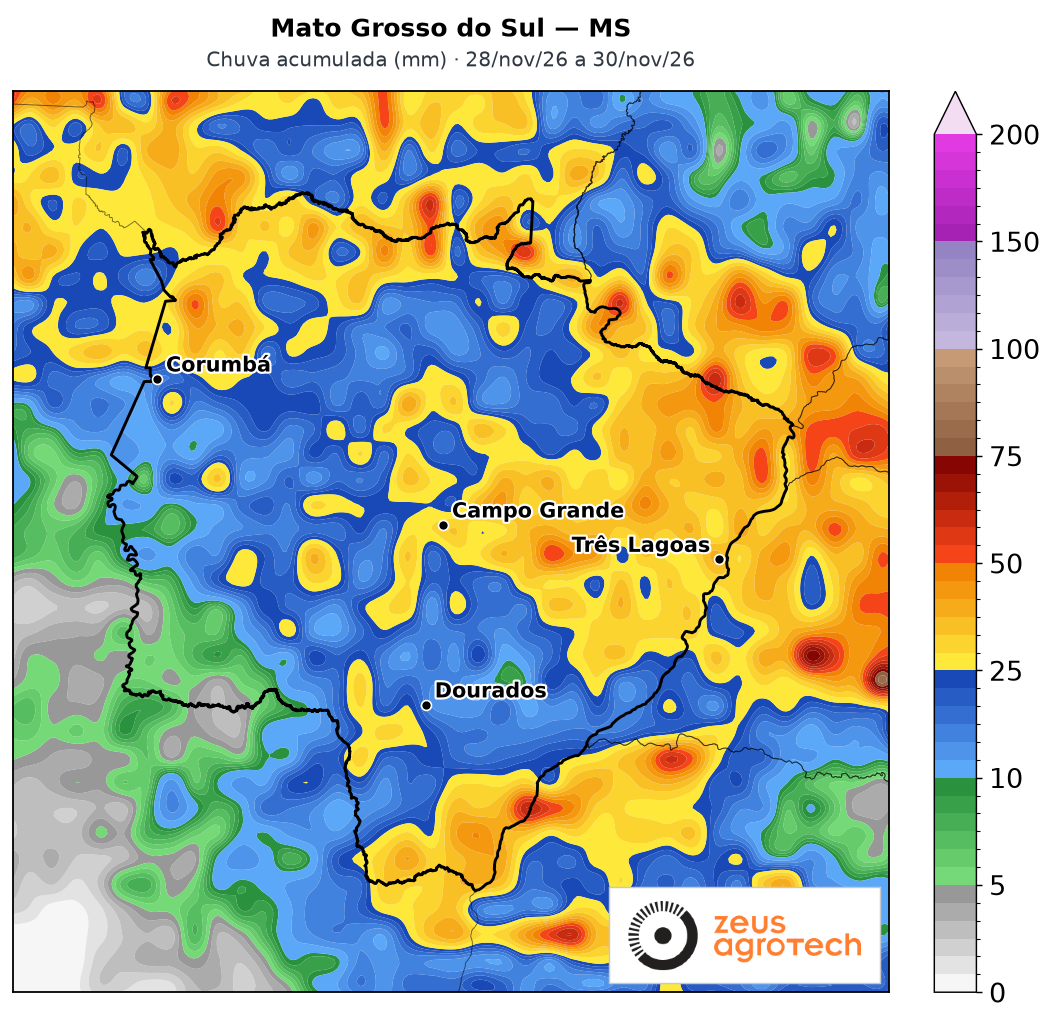 Mato Grosso do Sul — MS
Chuva acumulada (mm) · 28/nov/26 a 30/nov/26
200
150
100
75
50
25
10
5
0
Corumbá
Campo Grande
Três Lagoas
Dourados
zeus
agrotech